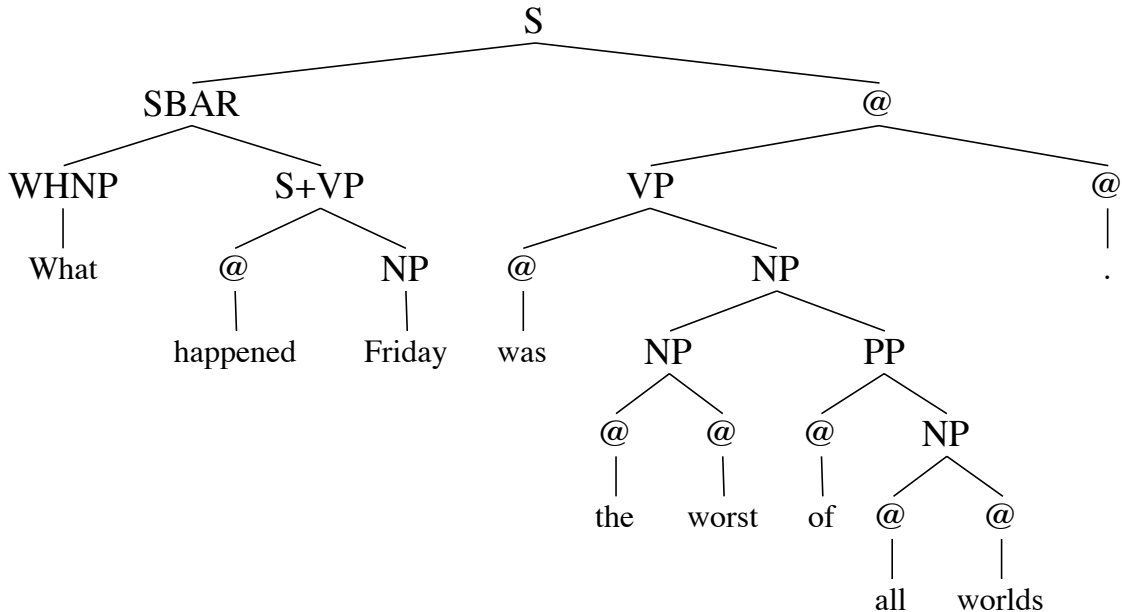 S
SBAR @
WHNP S+VP VP @
What @ NP @ NP .
happened Friday was NP PP
@ @ @ NP
the worst of @ @
all worlds